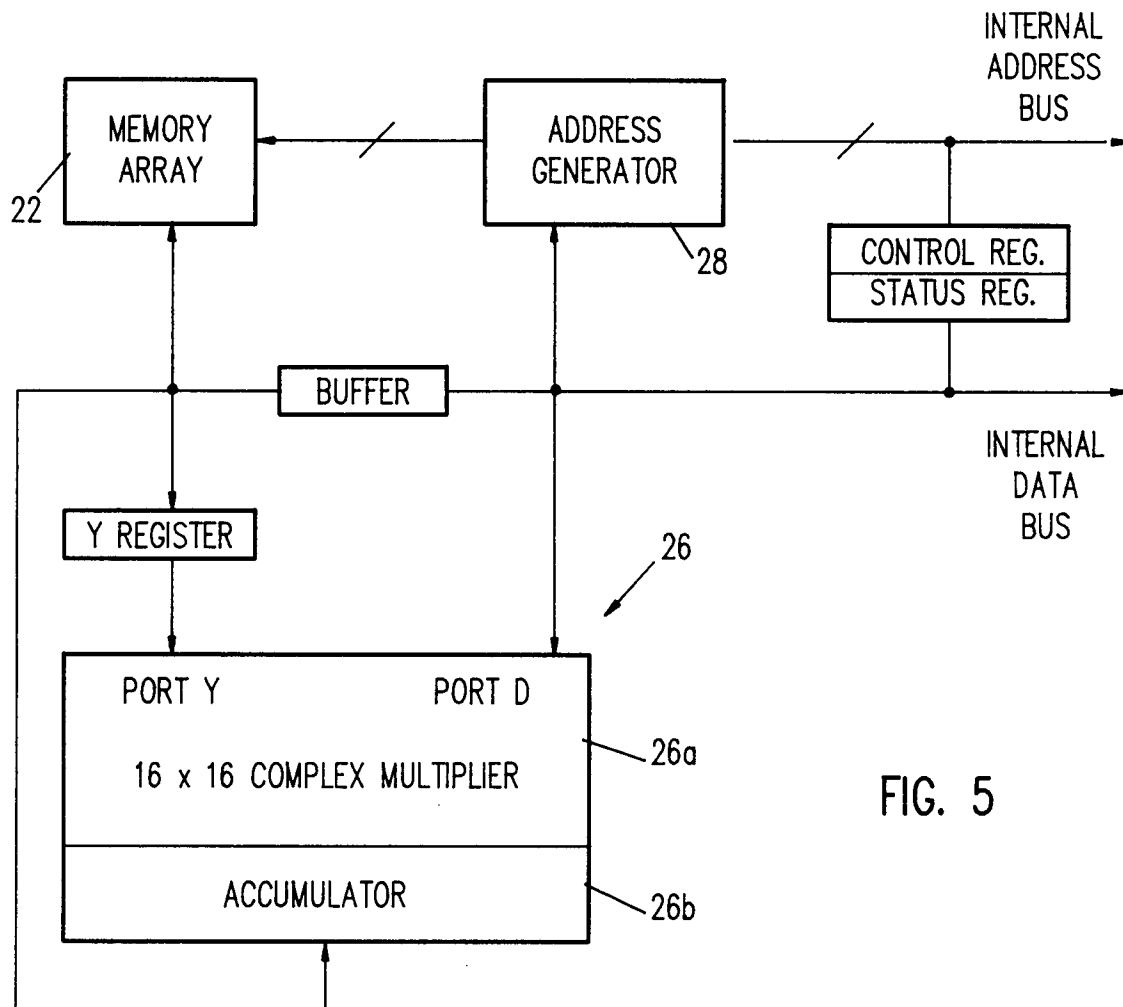 INTERNAL
ADDRESS
BUS
MEMORY
ARRAY
22
ADDRESS
GENERATOR
28
CONTROL REG.
STATUS REG.
BUFFER
INTERNAL
DATA
BUS
Y REGISTER
26
PORT Y PORT D
16 x 16 COMPLEX MULTIPLIER
26a
ACCUMULATOR
26b
FIG. 5